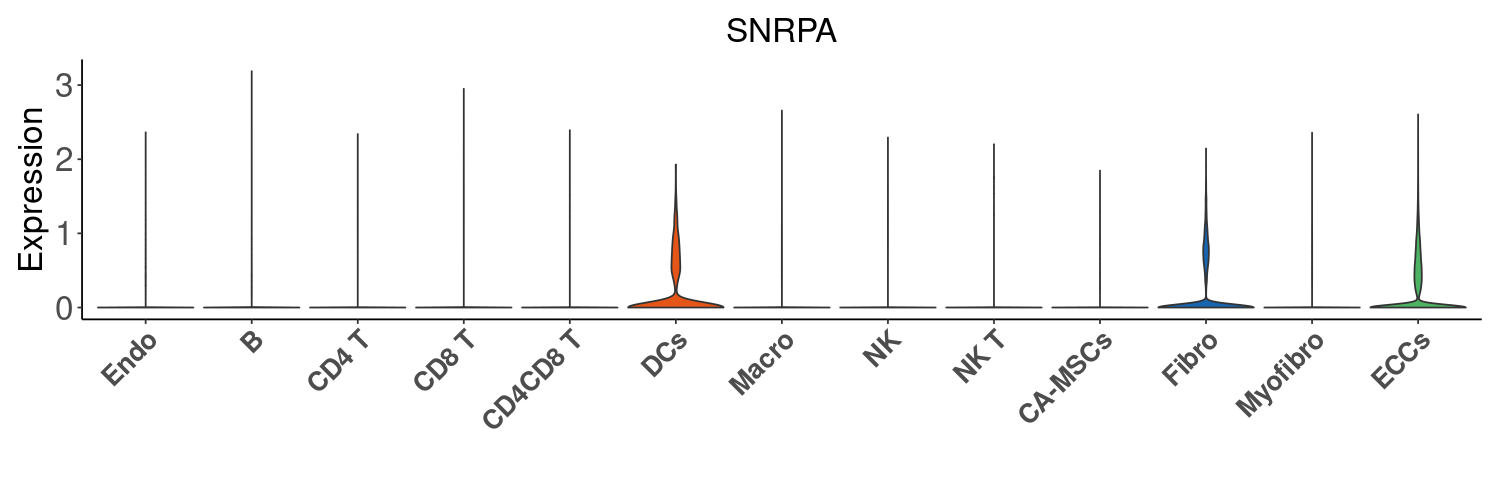 SNRPA
Expression
3
2
1
0
Endo
B
CD4 T
CD8 T
CD4CD8 T
DCs
Macro
NK
NK T
CA-MSCs
Fibro
Myofibro
ECCs